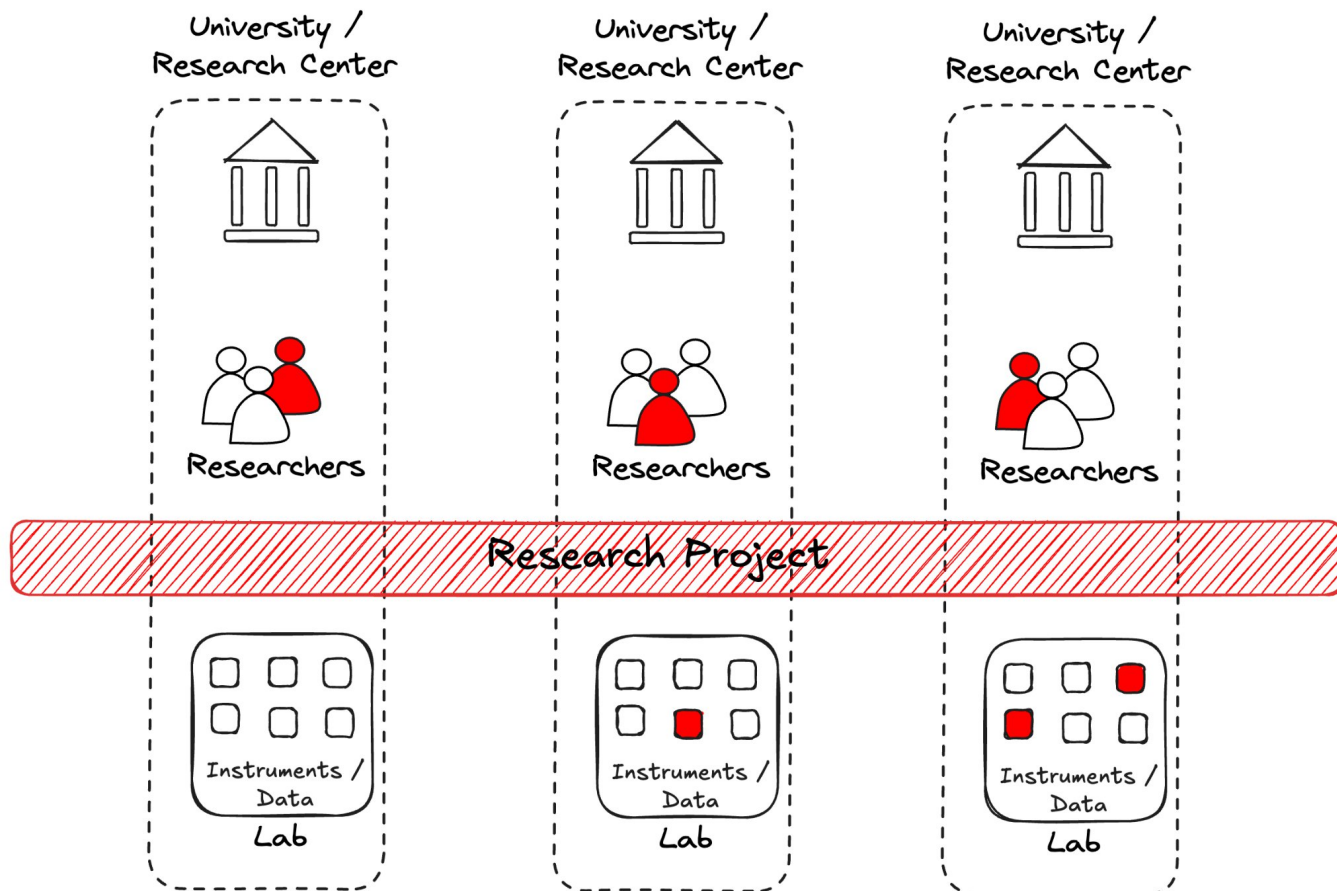 University /
Research Center
University /
Research Center
University /
Research Center
Researchers
Researchers
Researchers
Research Project
Instruments /
Data
Lab
Instruments /
Data
Lab
Instruments /
Data
Lab